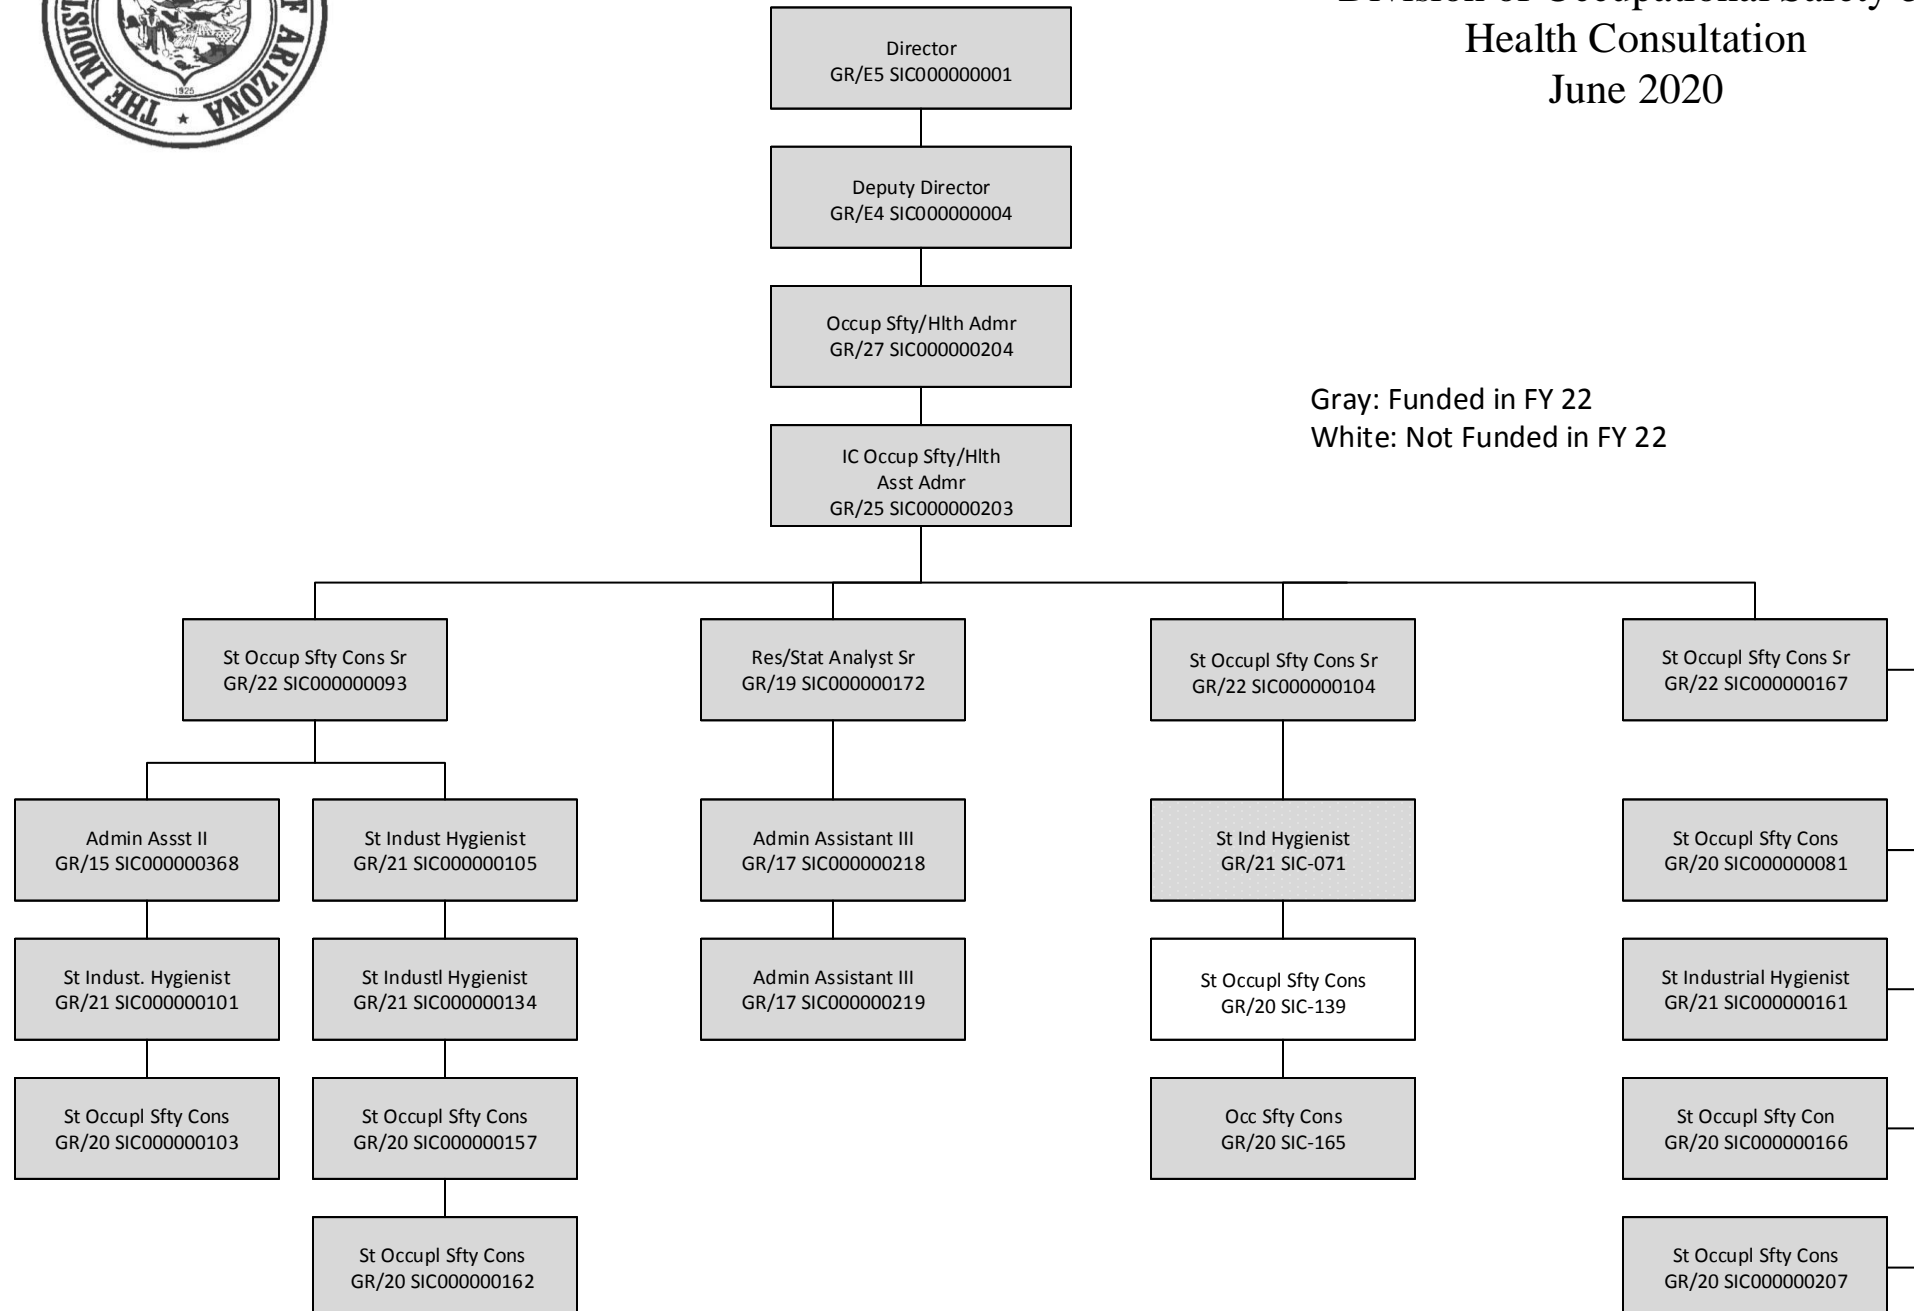 THE INDUST
F ARIZONA
1925
Health Consultation
June 2020
Director
GR/E5 SIC000000001
Deputy Director
GR/E4 SIC000000004
Occup Sfty/Hlth Admr
GR/27 SIC000000204
Gray: Funded in FY 22
White: Not Funded in FY 22
IC Occup Sfty/Hlth
Asst Admr
GR/25 SIC000000203
St Occup Sfty Cons Sr
GR/22 SIC000000093
Res/Stat Analyst Sr
GR/19 SIC000000172
St Occupl Sfty Cons Sr
GR/22 SIC000000104
St Occupl Sfty Cons Sr
GR/22 SIC000000167
Admin Assst II
GR/15 SIC000000368
St Indust Hygienist
GR/21 SIC000000105
Admin Assistant III
GR/17 SIC000000218
St Ind Hygienist
GR/21 SIC-071
St Occupl Sfty Cons
GR/20 SIC000000081
St Indust. Hygienist
GR/21 SIC000000101
St Industl Hygienist
GR/21 SIC000000134
Admin Assistant III
GR/17 SIC000000219
St Occupl Sfty Cons
GR/20 SIC-139
St Industrial Hygienist
GR/21 SIC000000161
St Occupl Sfty Cons
GR/20 SIC000000103
St Occupl Sfty Cons
GR/20 SIC000000157
Occ Sfty Cons
GR/20 SIC-165
St Occupl Sfty Con
GR/20 SIC000000166
St Occupl Sfty Cons
GR/20 SIC000000162
St Occupl Sfty Cons
GR/20 SIC000000207